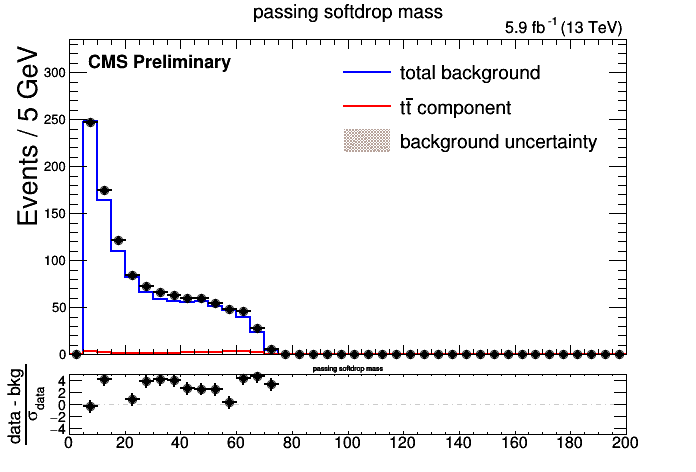 passing softdrop mass
5.9 fb⁻¹ (13 TeV)
CMS Preliminary
total background
tt̄ component
background uncertainty
Events / 5 GeV
300
250
200
150
100
50
0
passing softdrop mass
data - bkg
σdata
4
2
0
−2
−4
0 20 40 60 80 100 120 140 160 180 200